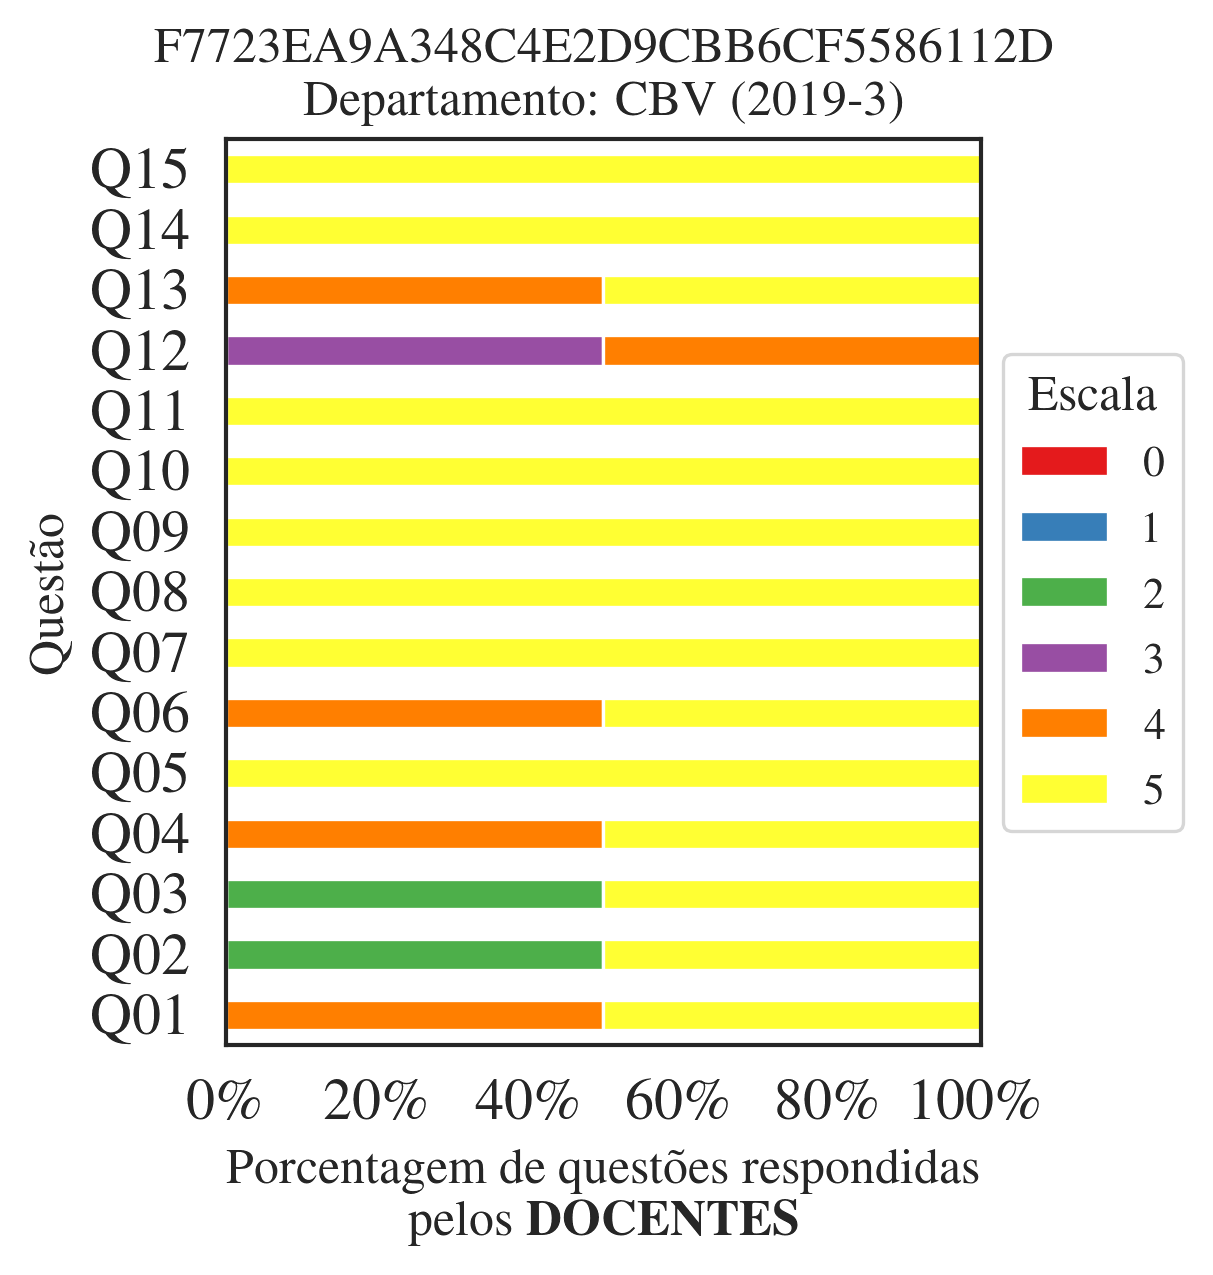 F7723EA9A348C4E2D9CBB6CF5586112D
Departamento: CBV (2019-3)
Q15
Q14
Q13
Q12
Q11
Q10
Q09
Q08
Q07
Q06
Q05
Q04
Q03
Q02
Q01
Questão
0% 20% 40% 60% 80% 100%
Porcentagem de questões respondidas
pelos DOCENTES
Escala
0
1
2
3
4
5